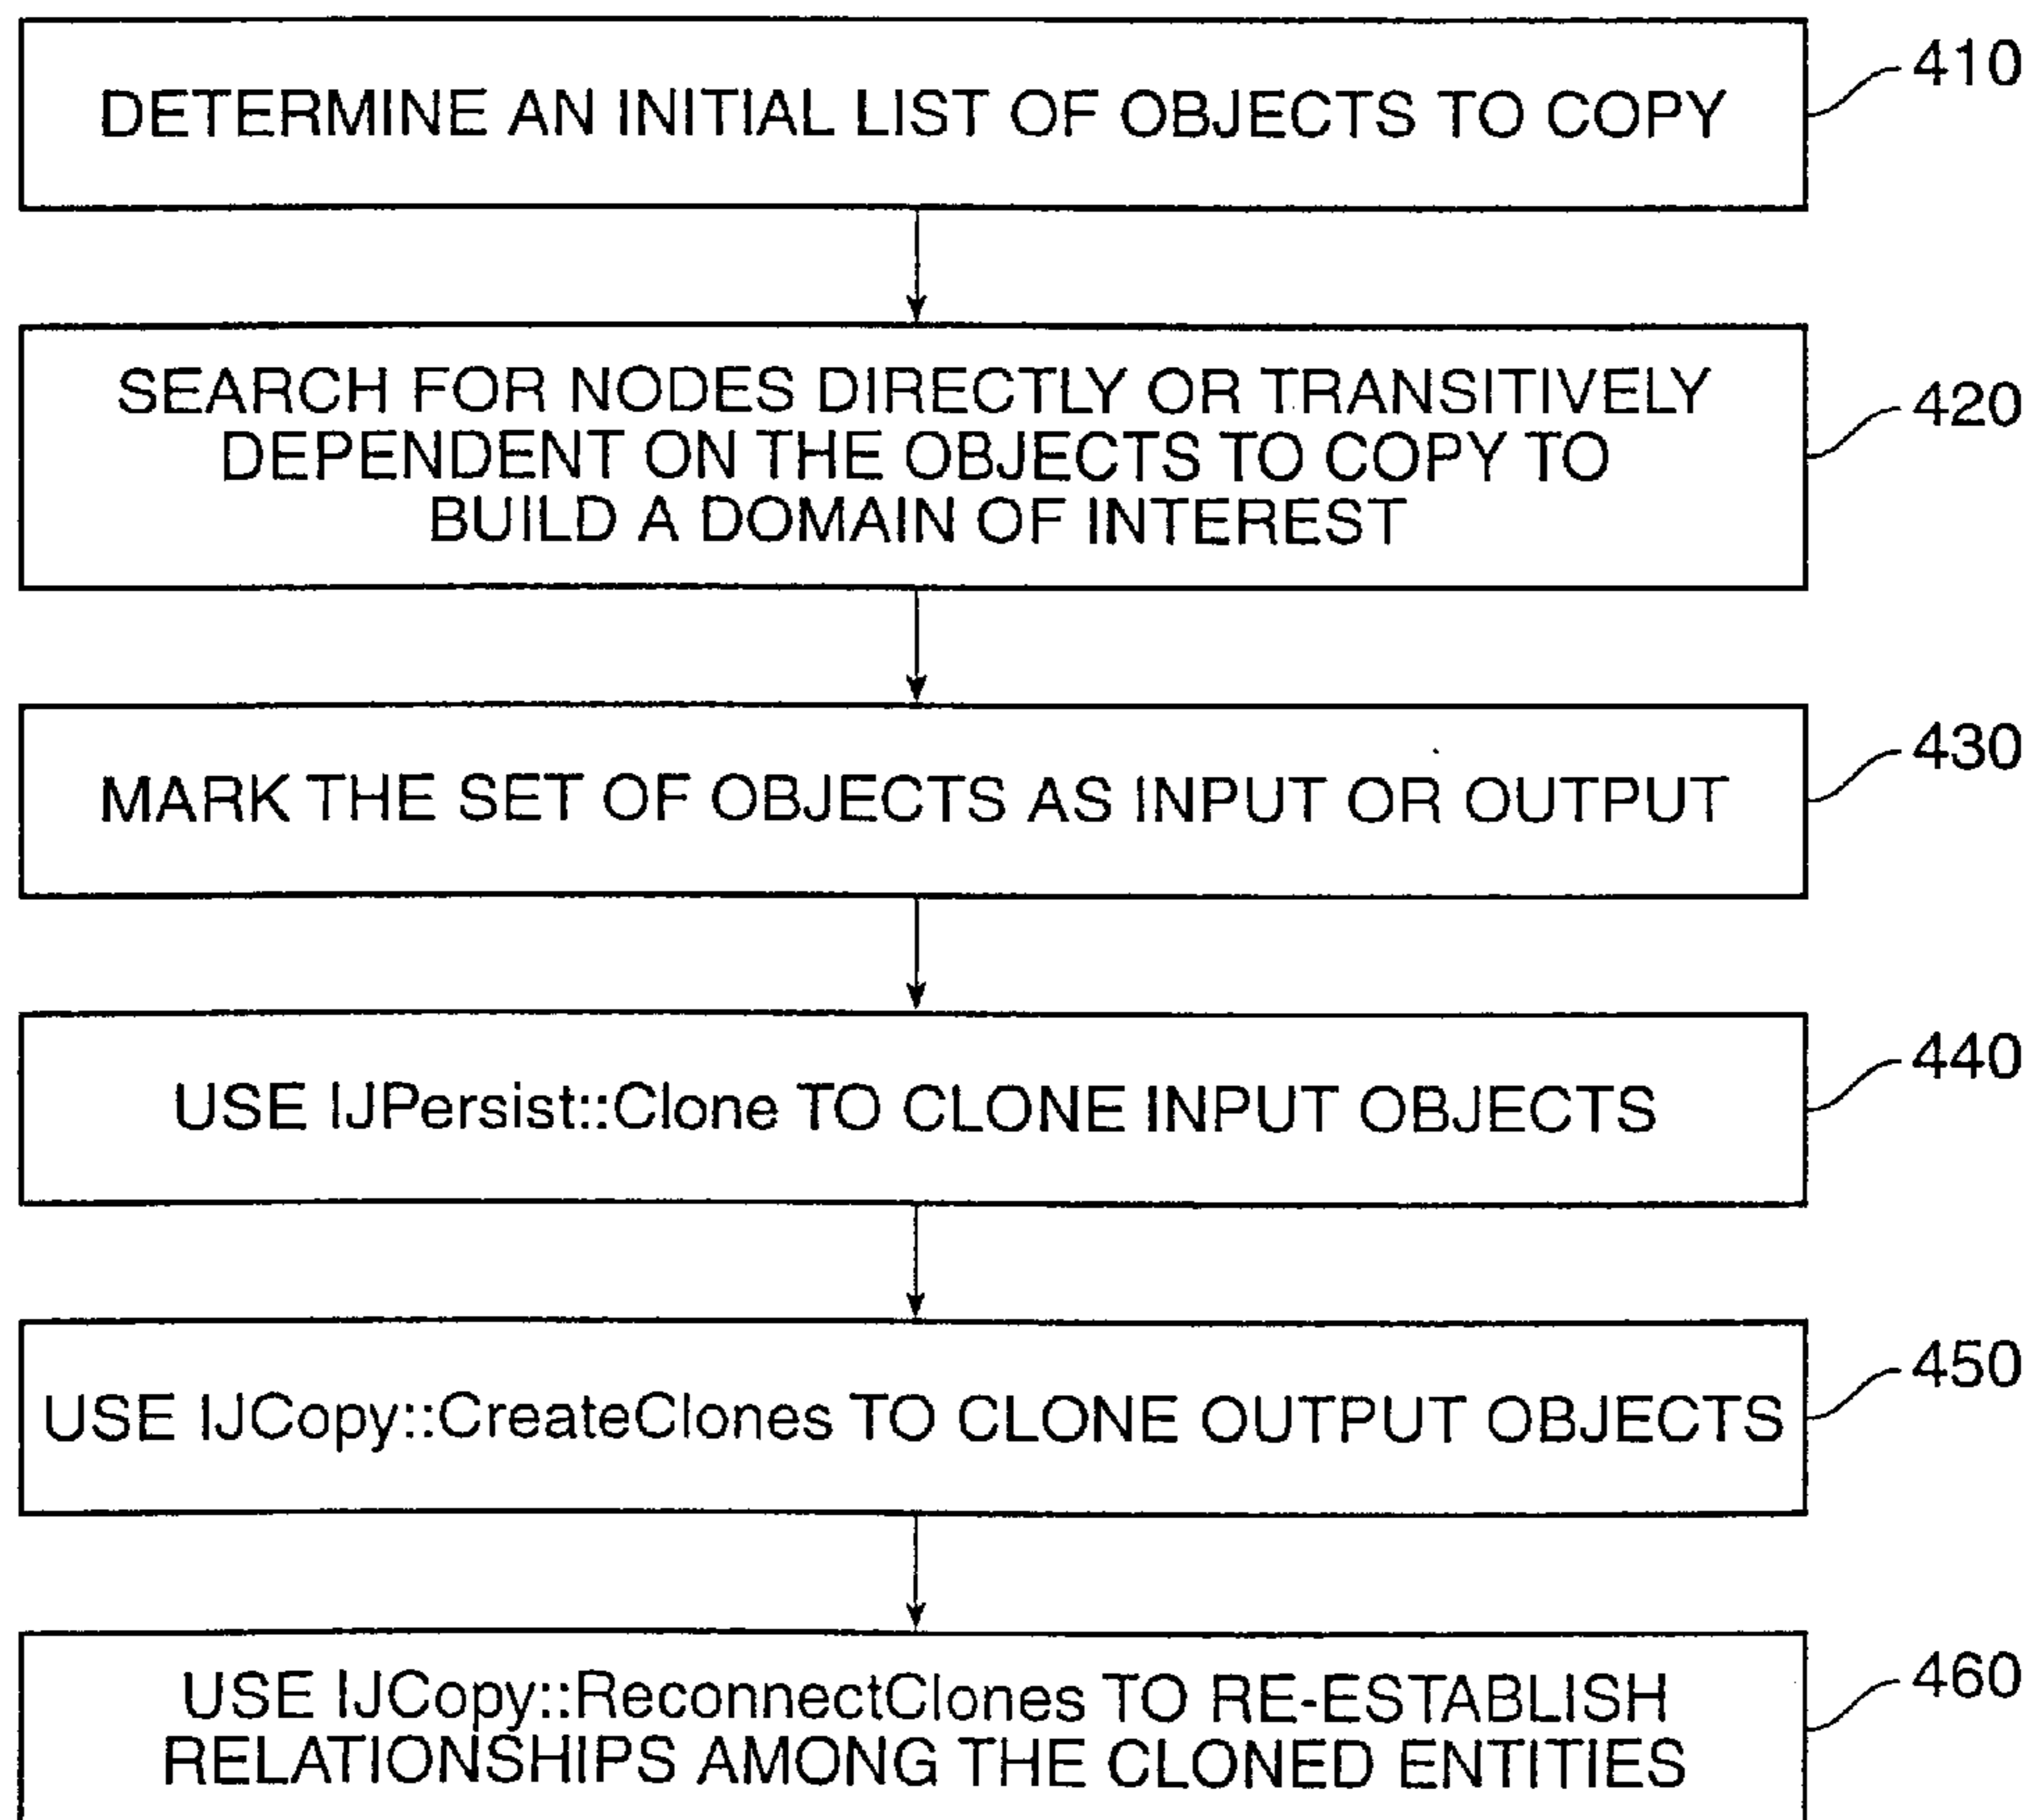 DETERMINE AN INITIAL LIST OF OBJECTS TO COPY
410
SEARCH FOR NODES DIRECTLY OR TRANSITIVELY
DEPENDENT ON THE OBJECTS TO COPY TO
BUILD A DOMAIN OF INTEREST
420
MARK THE SET OF OBJECTS AS INPUT OR OUTPUT
430
USE IJPersist::Clone TO CLONE INPUT OBJECTS
440
USE IJCopy::CreateClones TO CLONE OUTPUT OBJECTS
450
USE IJCopy::ReconnectClones TO RE-ESTABLISH
RELATIONSHIPS AMONG THE CLONED ENTITIES
460